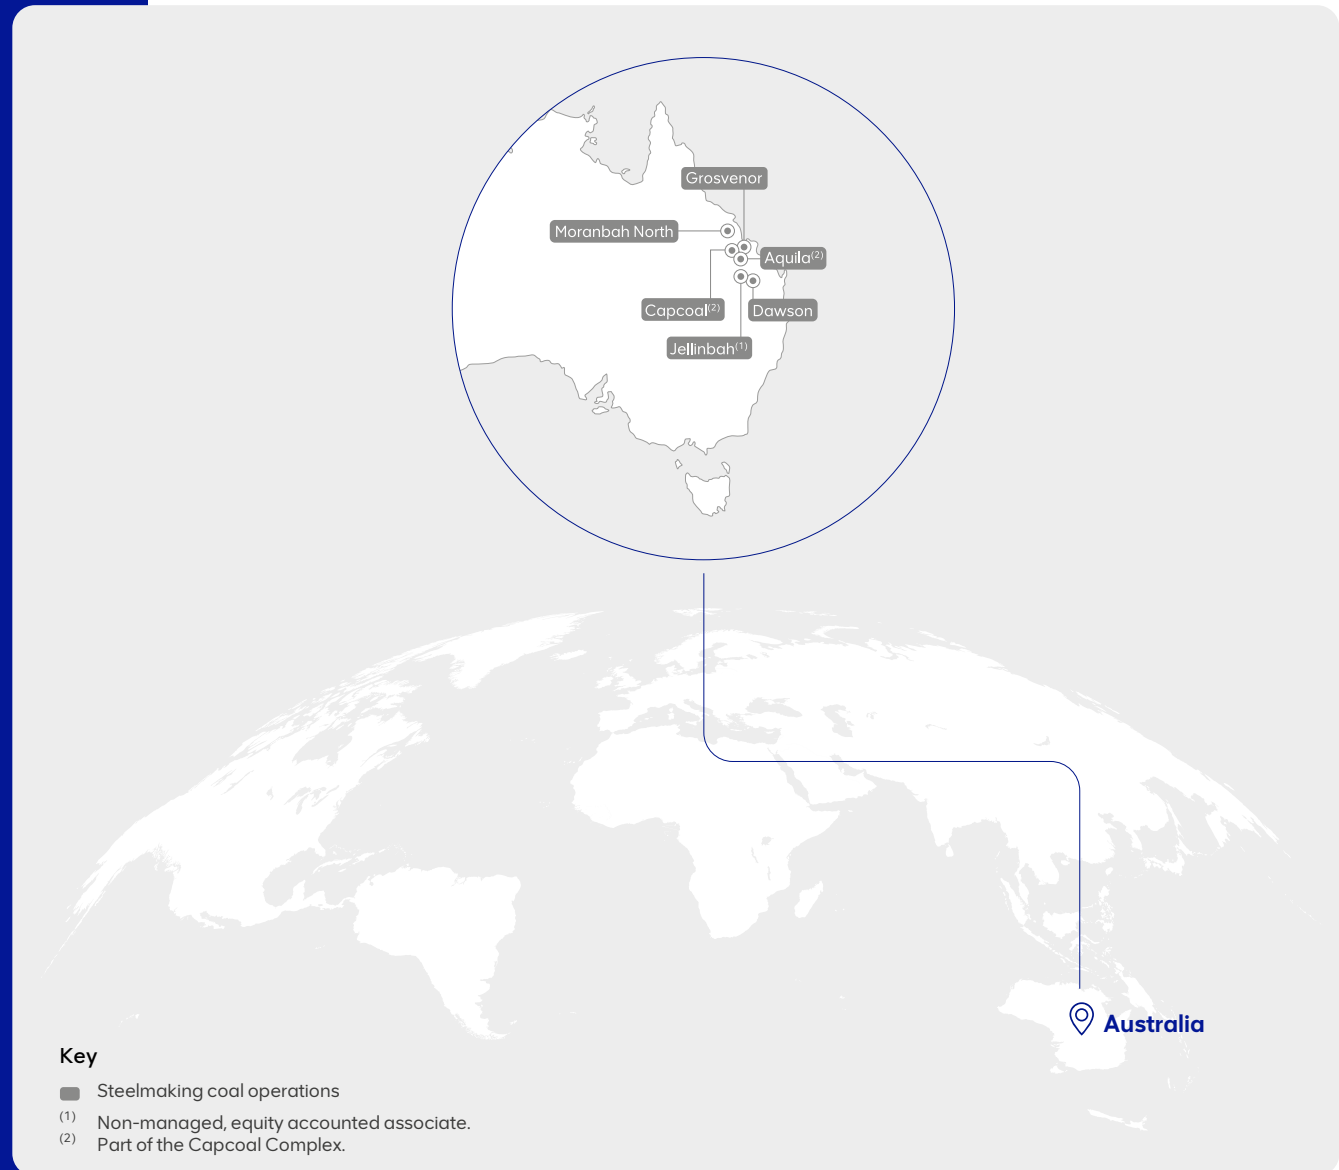 Grosvenor
Moranbah North
Aquila(2)
Capcoal(2)
Dawson
Jellinbah(1)
Australia
Key
Steelmaking coal operations
(1) Non-managed, equity accounted associate.
(2) Part of the Capcoal Complex.